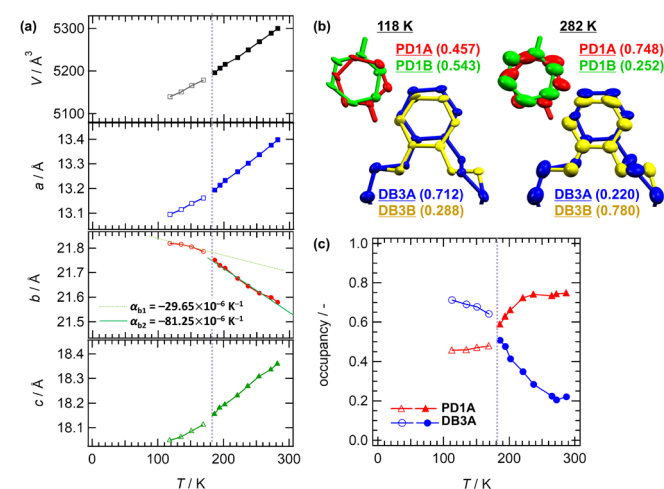 (a)
5300
5200
5100
V / Å³
13.4
13.3
13.2
13.1
a / Å
21.8
21.7
21.6
21.5
b / Å
α_b1 = −29.65×10⁻⁶ K⁻¹
α_b2 = −81.25×10⁻⁶ K⁻¹
18.4
18.3
18.2
18.1
c / Å
0 100 200 300
T / K
(b)
118 K
282 K
PD1A (0.457)
PD1B (0.543)
PD1A (0.748)
PD1B (0.252)
DB3A (0.712)
DB3B (0.288)
DB3A (0.220)
DB3B (0.780)
(c)
1.0
0.8
0.6
0.4
0.2
0.0
occupancy / -
PD1A
DB3A
0 100 200 300
T / K